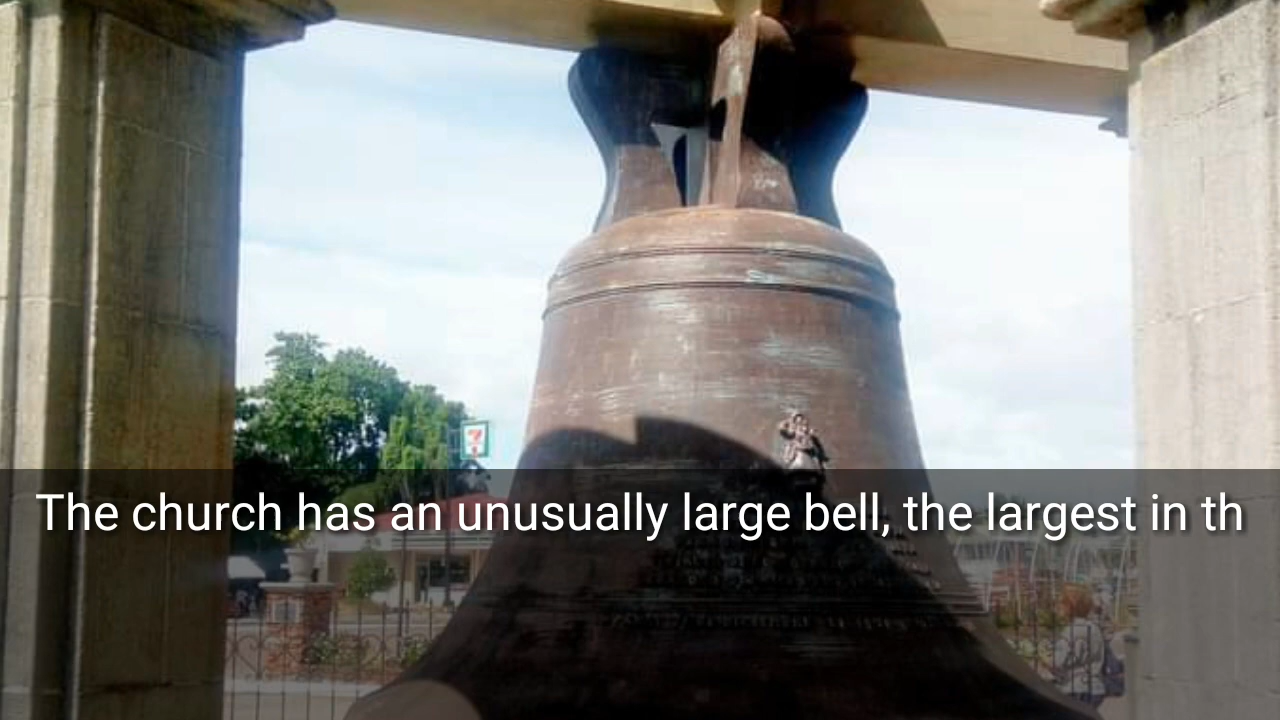 The church has an unusually large bell, the largest in th